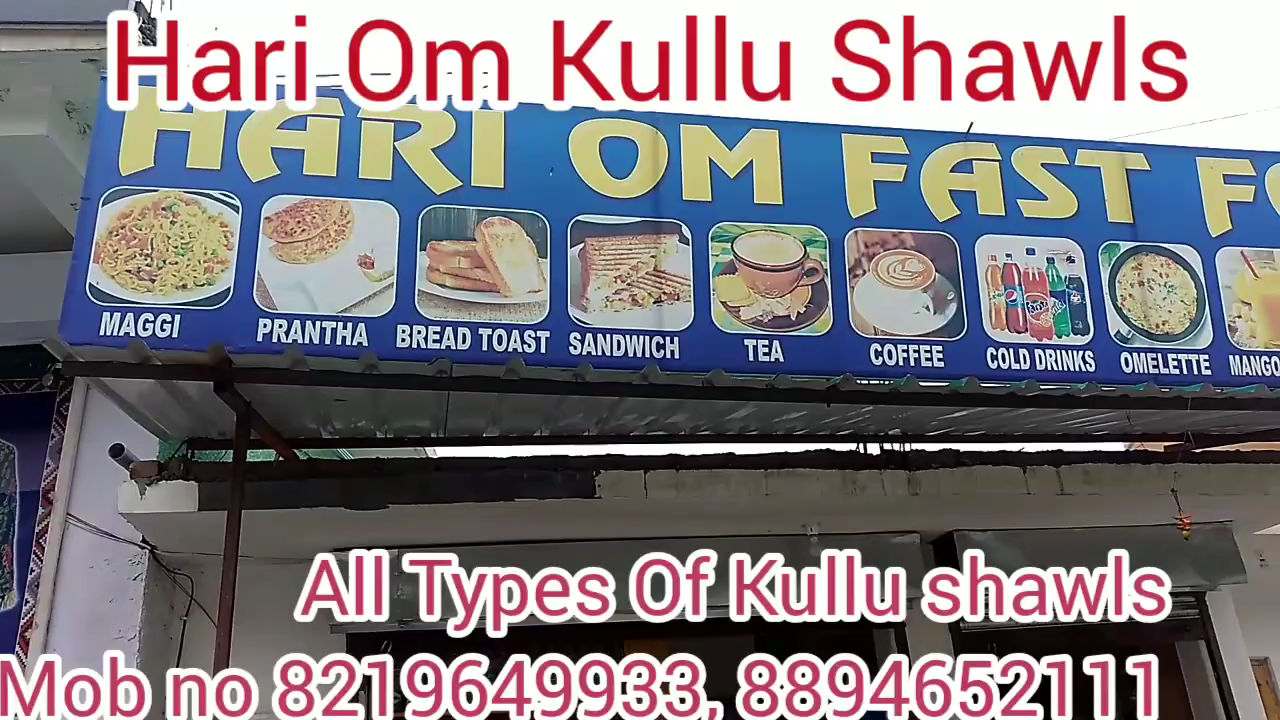 Hari Om Kullu Shawls
HARI OM FAST
MAGGI PRANTHA BREAD TOAST SANDWICH TEA COFFEE COLD DRINKS OMELETTE MANGO
All Types Of Kullu shawls
Mob no 8219649933, 8894652111